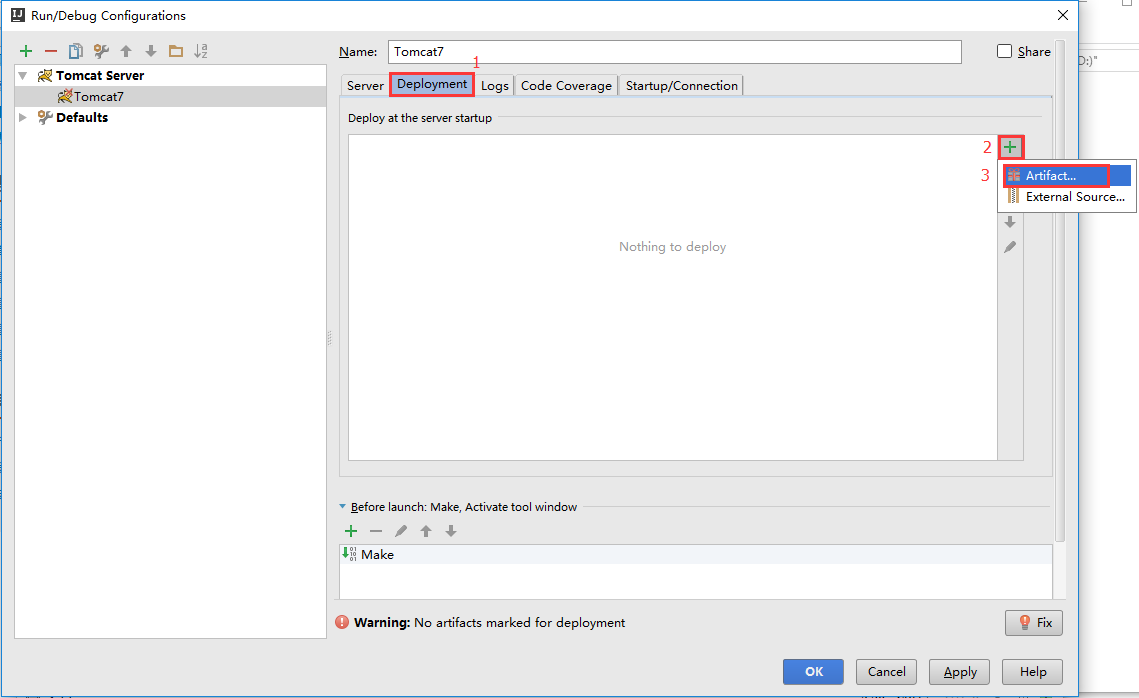 Run/Debug Configurations
Name: Tomcat7
Share
D:)"
Tomcat Server
Tomcat7
Defaults
1
Server Deployment Logs Code Coverage Startup/Connection
Deploy at the server startup
2
3 Artifact...
External Source...
Nothing to deploy
Before launch: Make, Activate tool window
Make
Warning: No artifacts marked for deployment
Fix
OK Cancel Apply Help